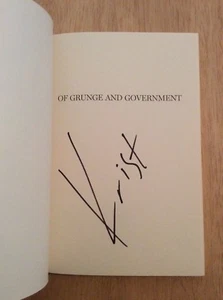 OF GRUNGE AND GOVERNMENT
Krist